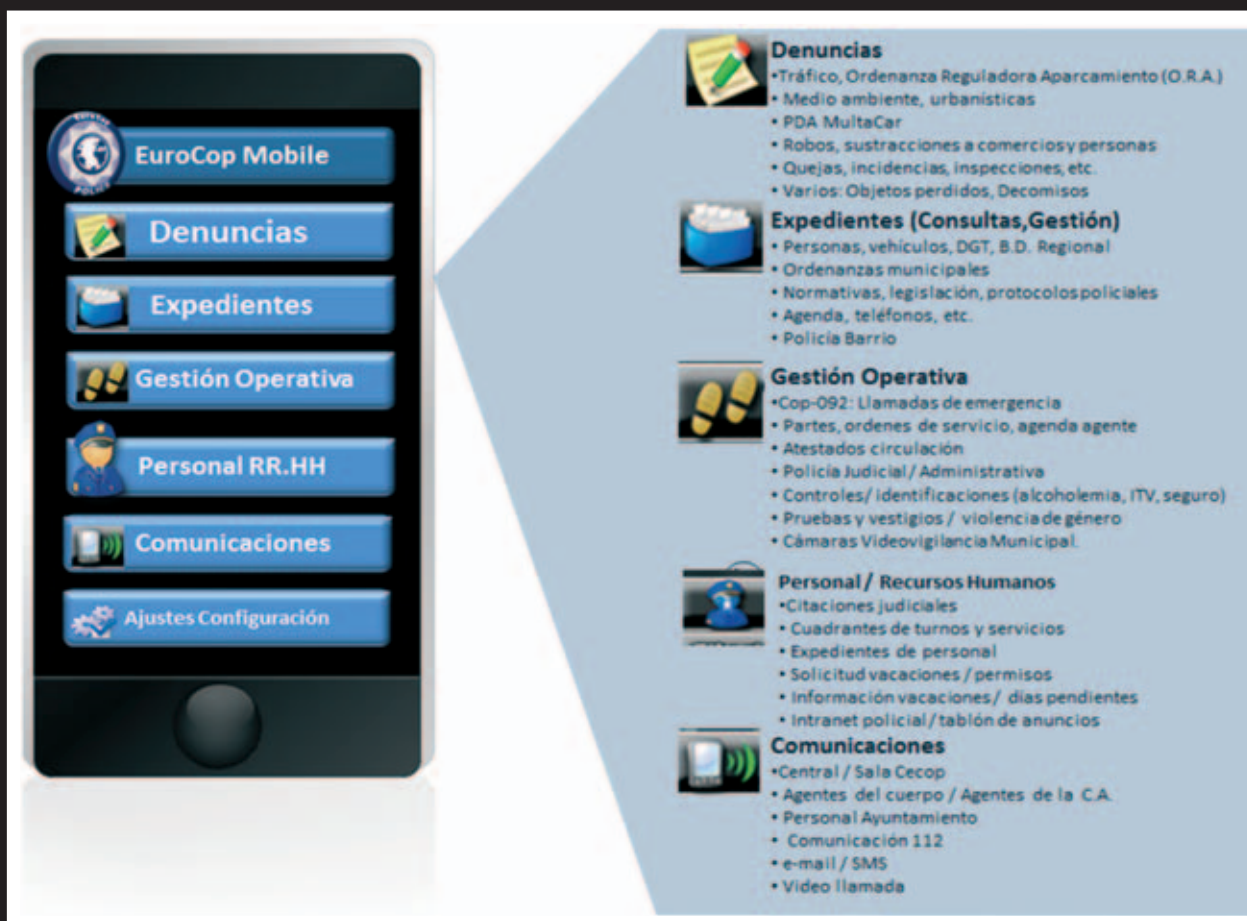 EuroCop Mobile
Denuncias
Expedientes
Gestión Operativa
Personal RR.HH
Comunicaciones
Ajustes Configuración
Denuncias
•Tráfico, Ordenanza Reguladora Aparcamiento (O.R.A.)
• Medio ambiente, urbanísticas
• PDA MultaCar
• Robos, sustracciones a comercios y personas
• Quejas, incidencias, inspecciones, etc.
• Varios: Objetos perdidos, Decomisos
Expedientes (Consultas,Gestión)
• Personas, vehículos, DGT, B.D. Regional
• Ordenanzas municipales
• Normativas, legislación, protocolos policiales
• Agenda, teléfonos, etc.
• Policía Barrio
Gestión Operativa
•Cop-092: Llamadas de emergencia
• Partes, ordenes de servicio, agenda agente
• Atestados circulación
• Policía Judicial / Administrativa
• Controles/ identificaciones (alcoholemia, ITV, seguro)
• Pruebas y vestigios / violencia de género
• Cámaras Videovigilancia Municipal.
Personal / Recursos Humanos
•Citaciones judiciales
• Cuadrantes de turnos y servicios
• Expedientes de personal
• Solicitud vacaciones / permisos
• Información vacaciones/ días pendientes
• Intranet policial / tablón de anuncios
Comunicaciones
•Central / Sala Cecop
• Agentes del cuerpo / Agentes de la C.A.
• Personal Ayuntamiento
• Comunicación 112
• e-mail / SMS
• Video llamada